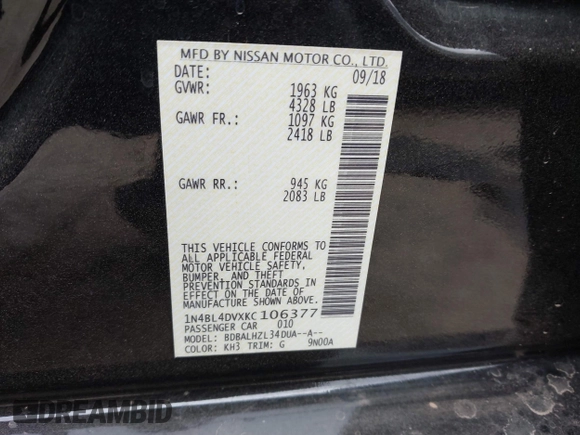 MFD BY NISSAN MOTOR CO., LTD.
DATE: 09/18
GVWR: 1963 KG
4328 LB
GAWR FR.: 1097 KG
2418 LB
GAWR RR.: 945 KG
2083 LB
THIS VEHICLE CONFORMS TO
ALL APPLICABLE FEDERAL
MOTOR VEHICLE SAFETY,
BUMPER, AND THEFT
PREVENTION STANDARDS IN
EFFECT ON THE DATE OF
MANUFACTURE SHOWN ABOVE.
1N4BL4DVXKC106377
PASSENGER CAR 010
MODEL: BDBALHZL34DUA--A--
COLOR: KH3 TRIM: G 9N00A
DREAMBID